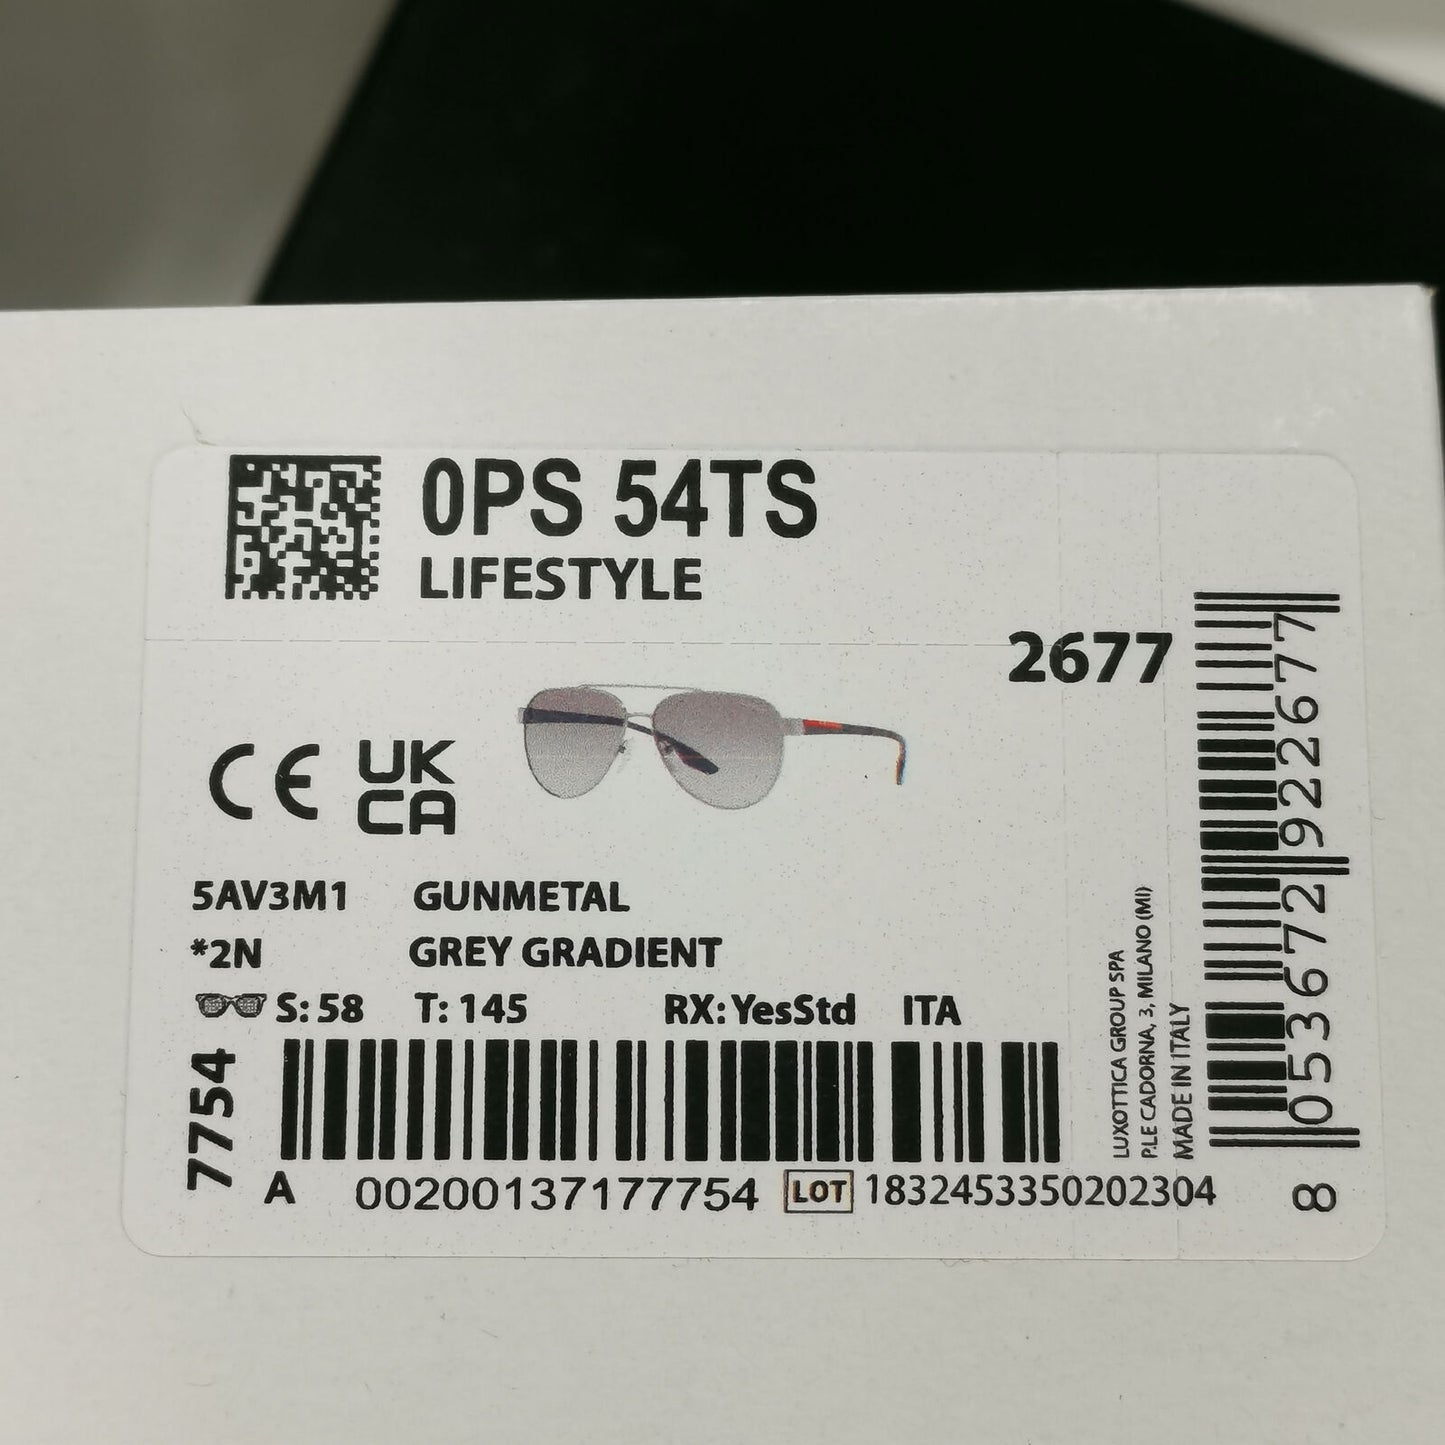 0PS 54TS
LIFESTYLE
2677
CE
UK
CA
5AV3M1 GUNMETAL
*2N GREY GRADIENT
S: 58 T: 145 RX: YesStd ITA
7754
A 00200137177754 LOT 1832453350202304
LUXOTTICA GROUP SPA
P.LE CADORNA, 3, MILANO (MI)
MADE IN ITALY
8 053672 922677